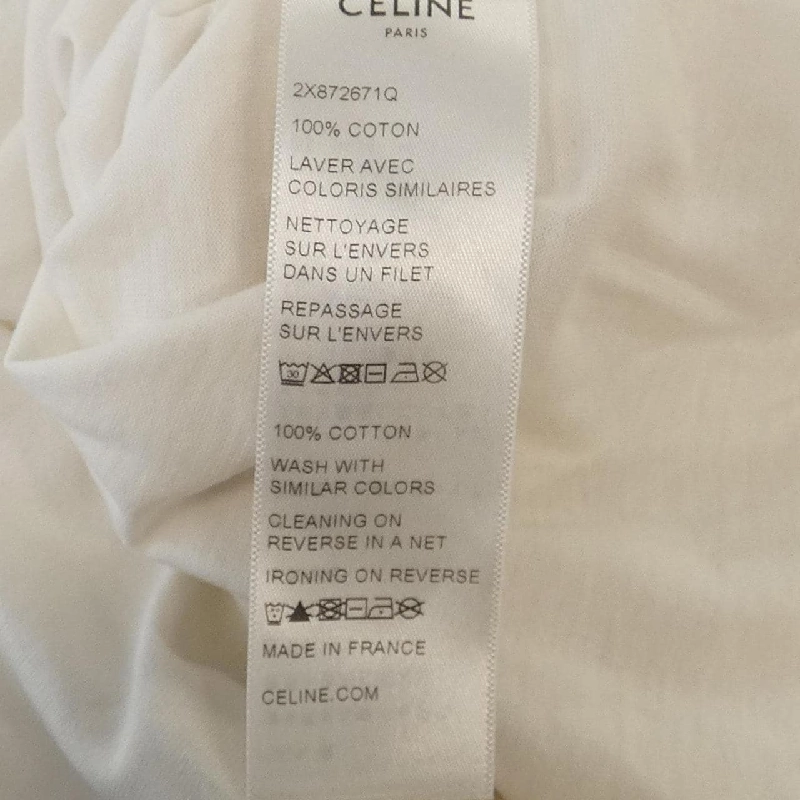 CELINE
PARIS
2X872671Q
100% COTON
LAVER AVEC
COLORIS SIMILAIRES
NETTOYAGE
SUR L'ENVERS
DANS UN FILET
REPASSAGE
SUR L'ENVERS
30
100% COTTON
WASH WITH
SIMILAR COLORS
CLEANING ON
REVERSE IN A NET
IRONING ON REVERSE
MADE IN FRANCE
CELINE.COM